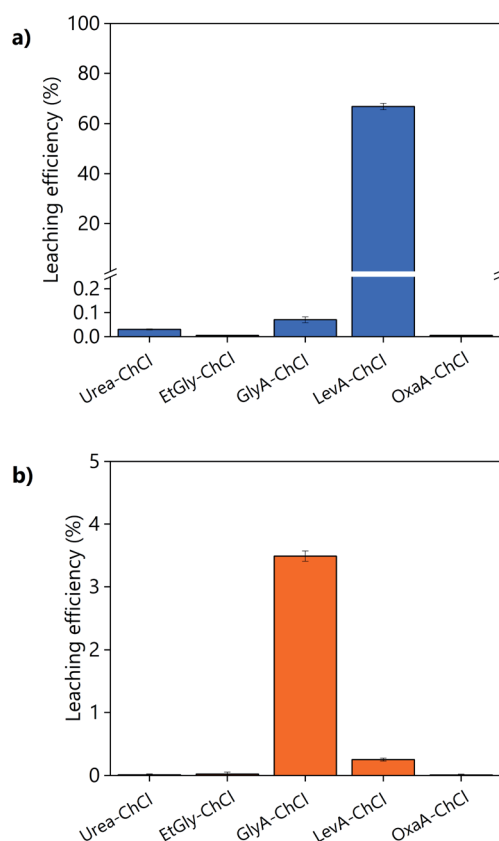 a)
Leaching efficiency (%)
100
80
60
40
20
0.2
0.1
0.0
Urea-ChCl
EtGly-ChCl
GlyA-ChCl
LevA-ChCl
OxaA-ChCl
b)
Leaching efficiency (%)
5
4
3
2
1
0
Urea-ChCl
EtGly-ChCl
GlyA-ChCl
LevA-ChCl
OxaA-ChCl